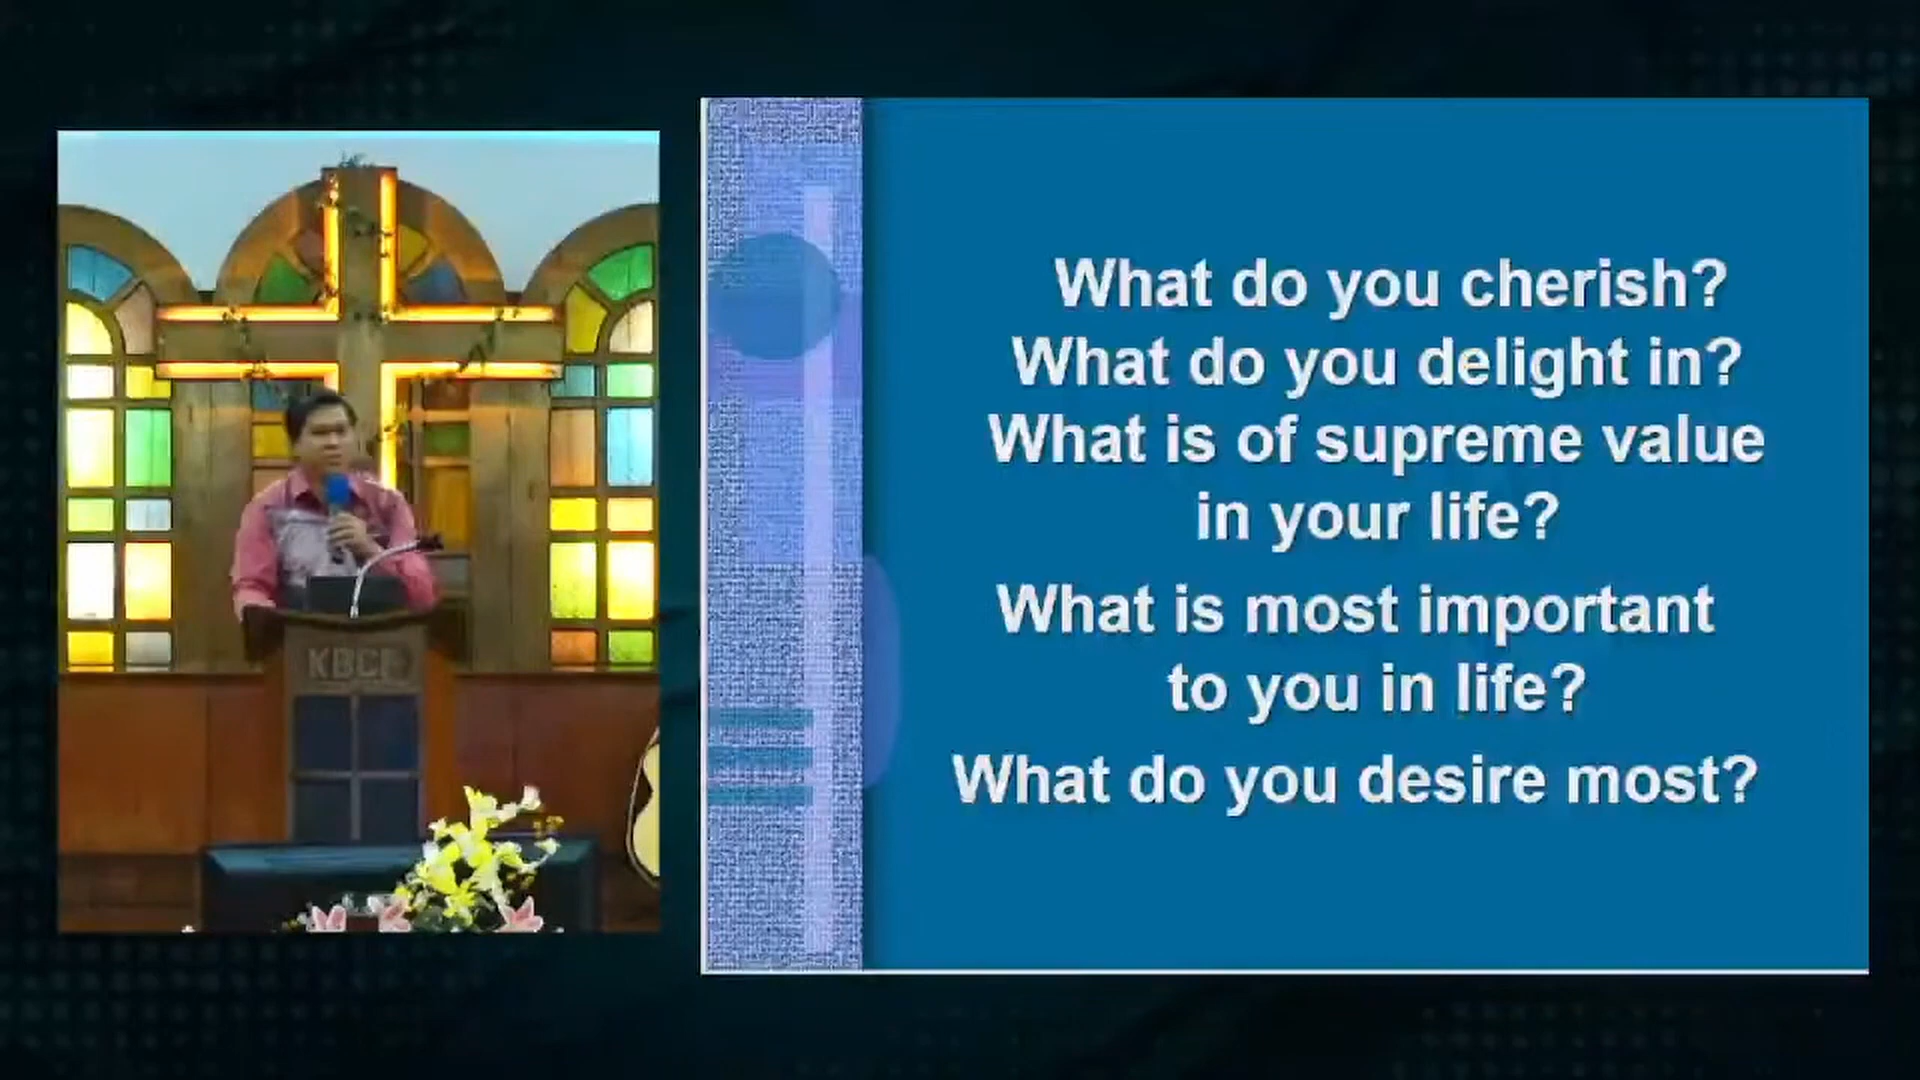 KBCF
What do you cherish?
What do you delight in?
What is of supreme value
in your life?
What is most important
to you in life?
What do you desire most?